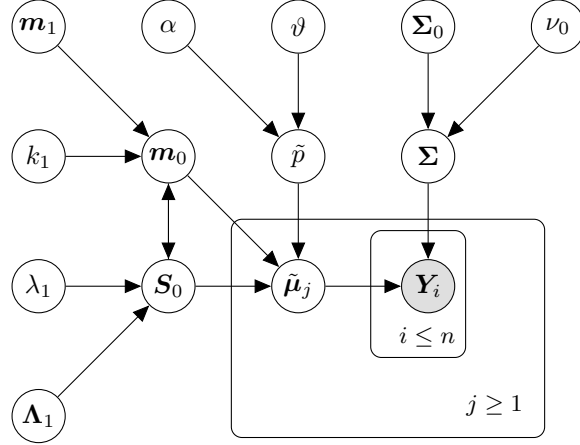 𝒎₁ α ϑ 𝚺₀ ν₀
k₁ 𝒎₀ p̃ 𝚺
λ₁ 𝑺₀ 𝝁̃ⱼ 𝒀ᵢ
i ≤ n
𝚲₁ j ≥ 1